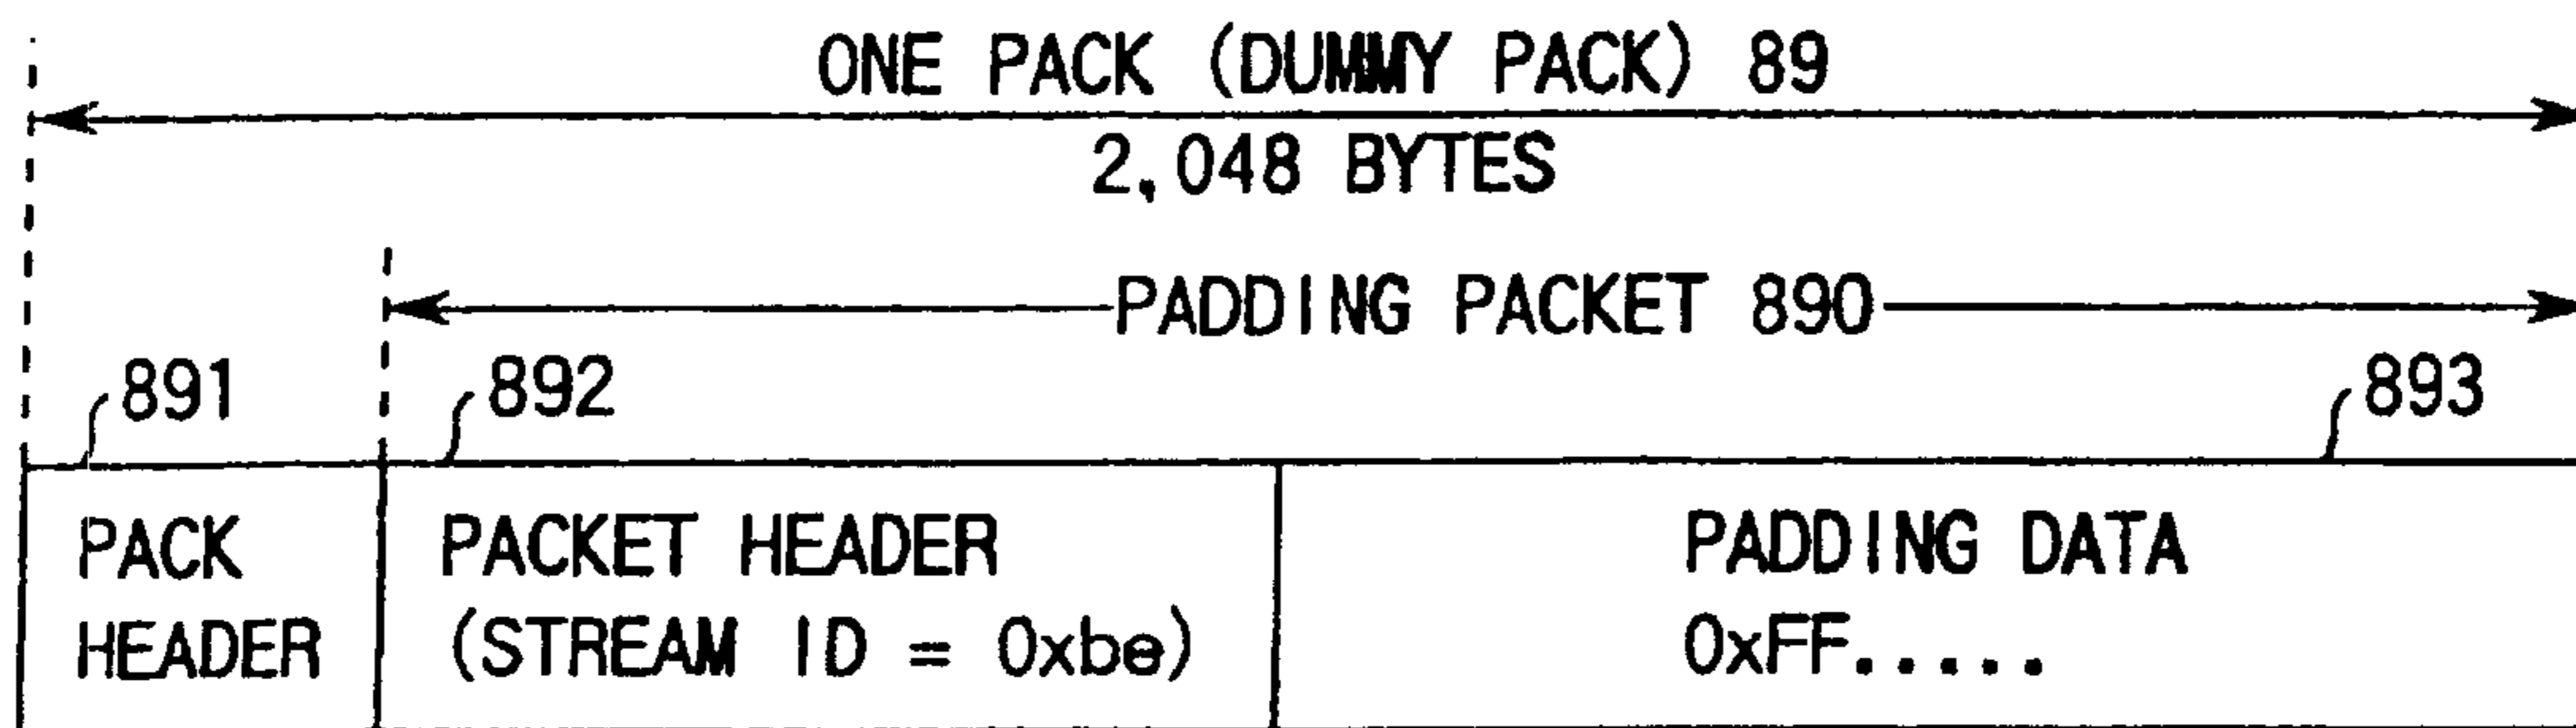 ONE PACK (DUMMY PACK) 89
2,048 BYTES
PADDING PACKET 890
891
892
893
PACK
HEADER
PACKET HEADER
(STREAM ID = 0xbe)
PADDING DATA
0xFF.....